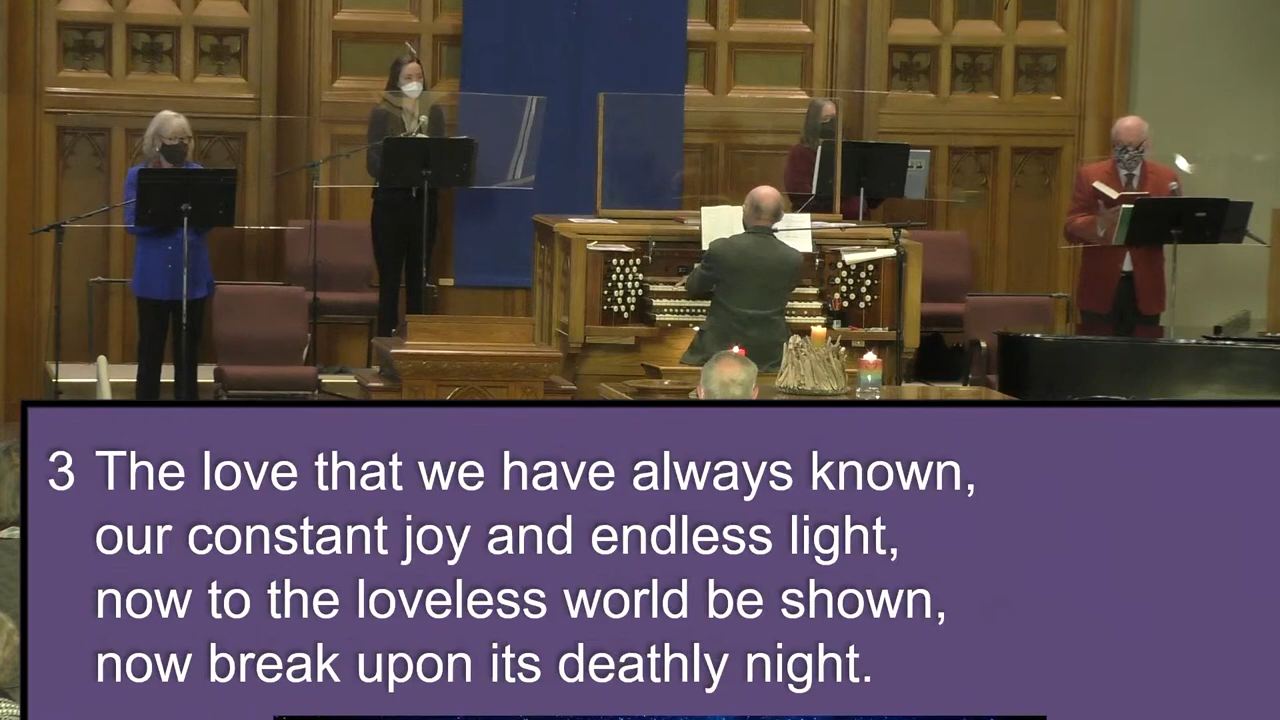 3 The love that we have always known,
our constant joy and endless light,
now to the loveless world be shown,
now break upon its deathly night.